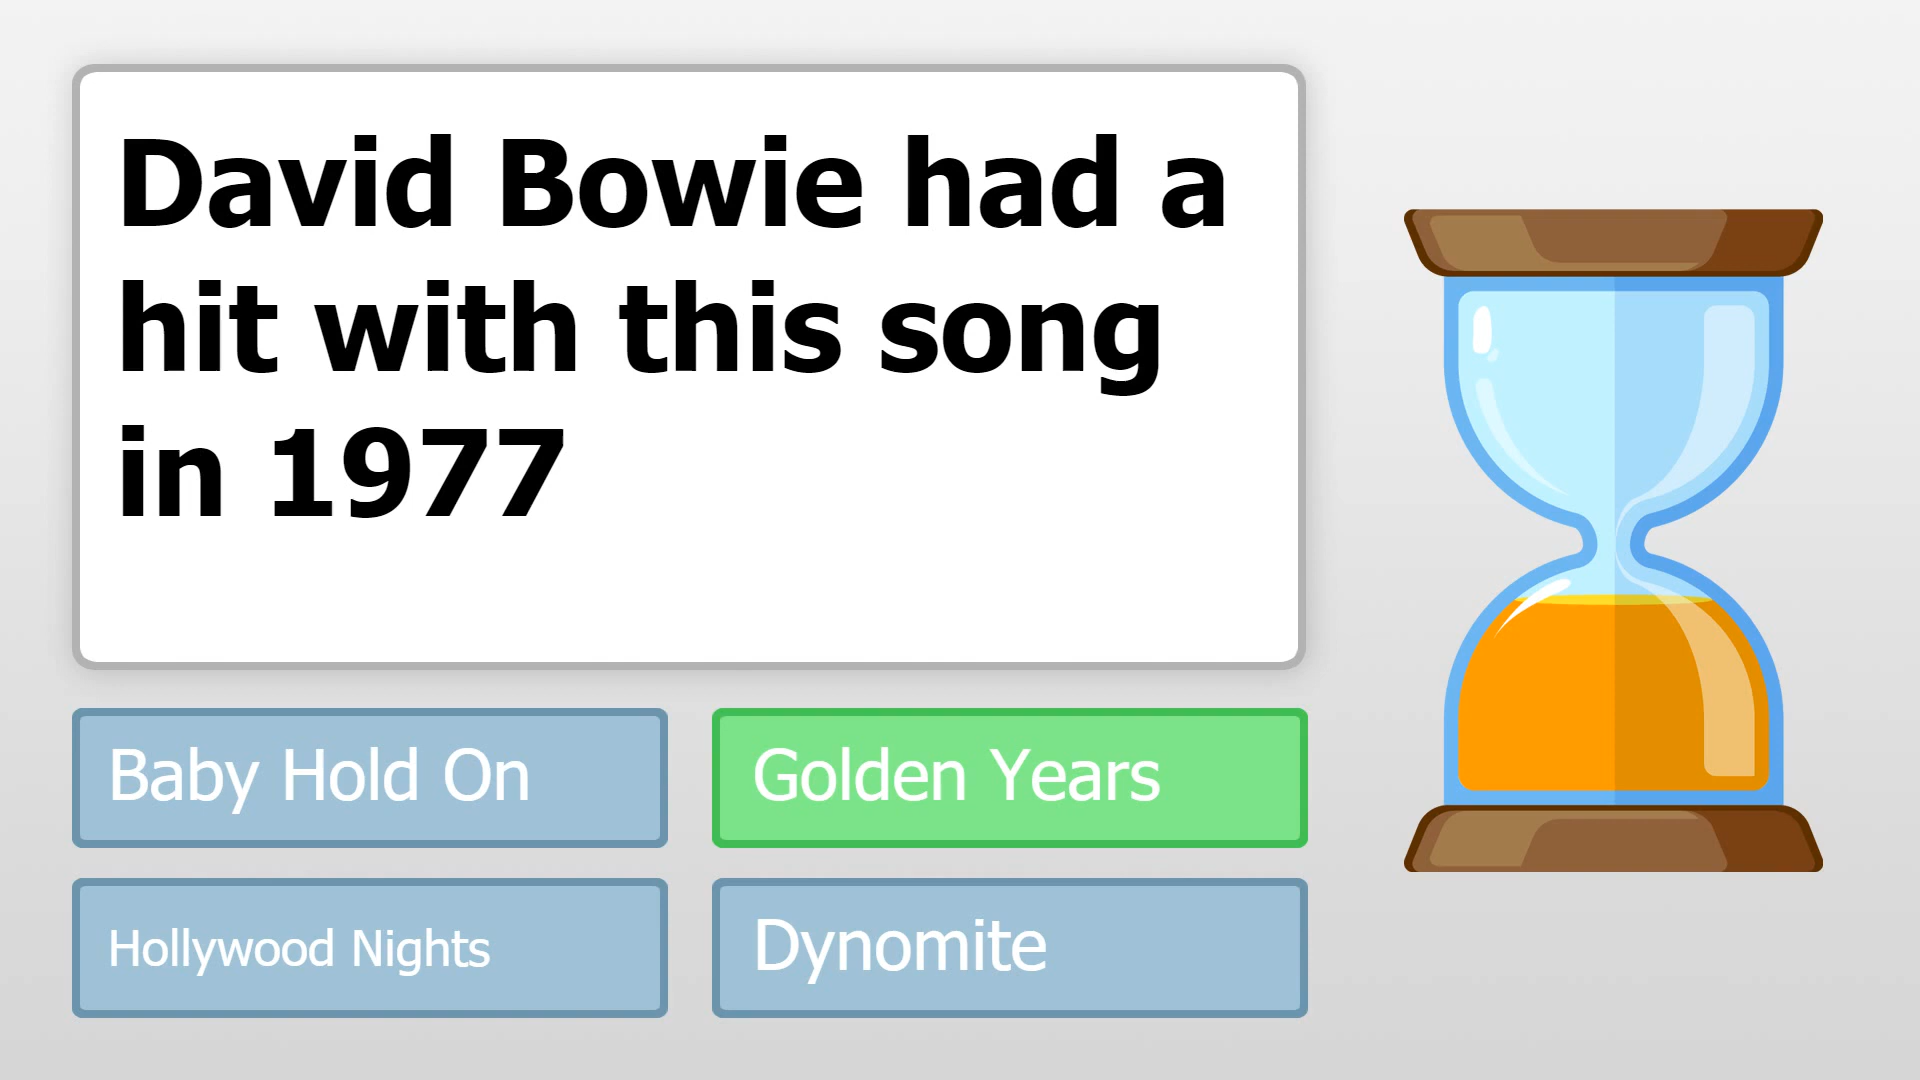 David Bowie had a
hit with this song
in 1977
Baby Hold On
Golden Years
Hollywood Nights
Dynomite